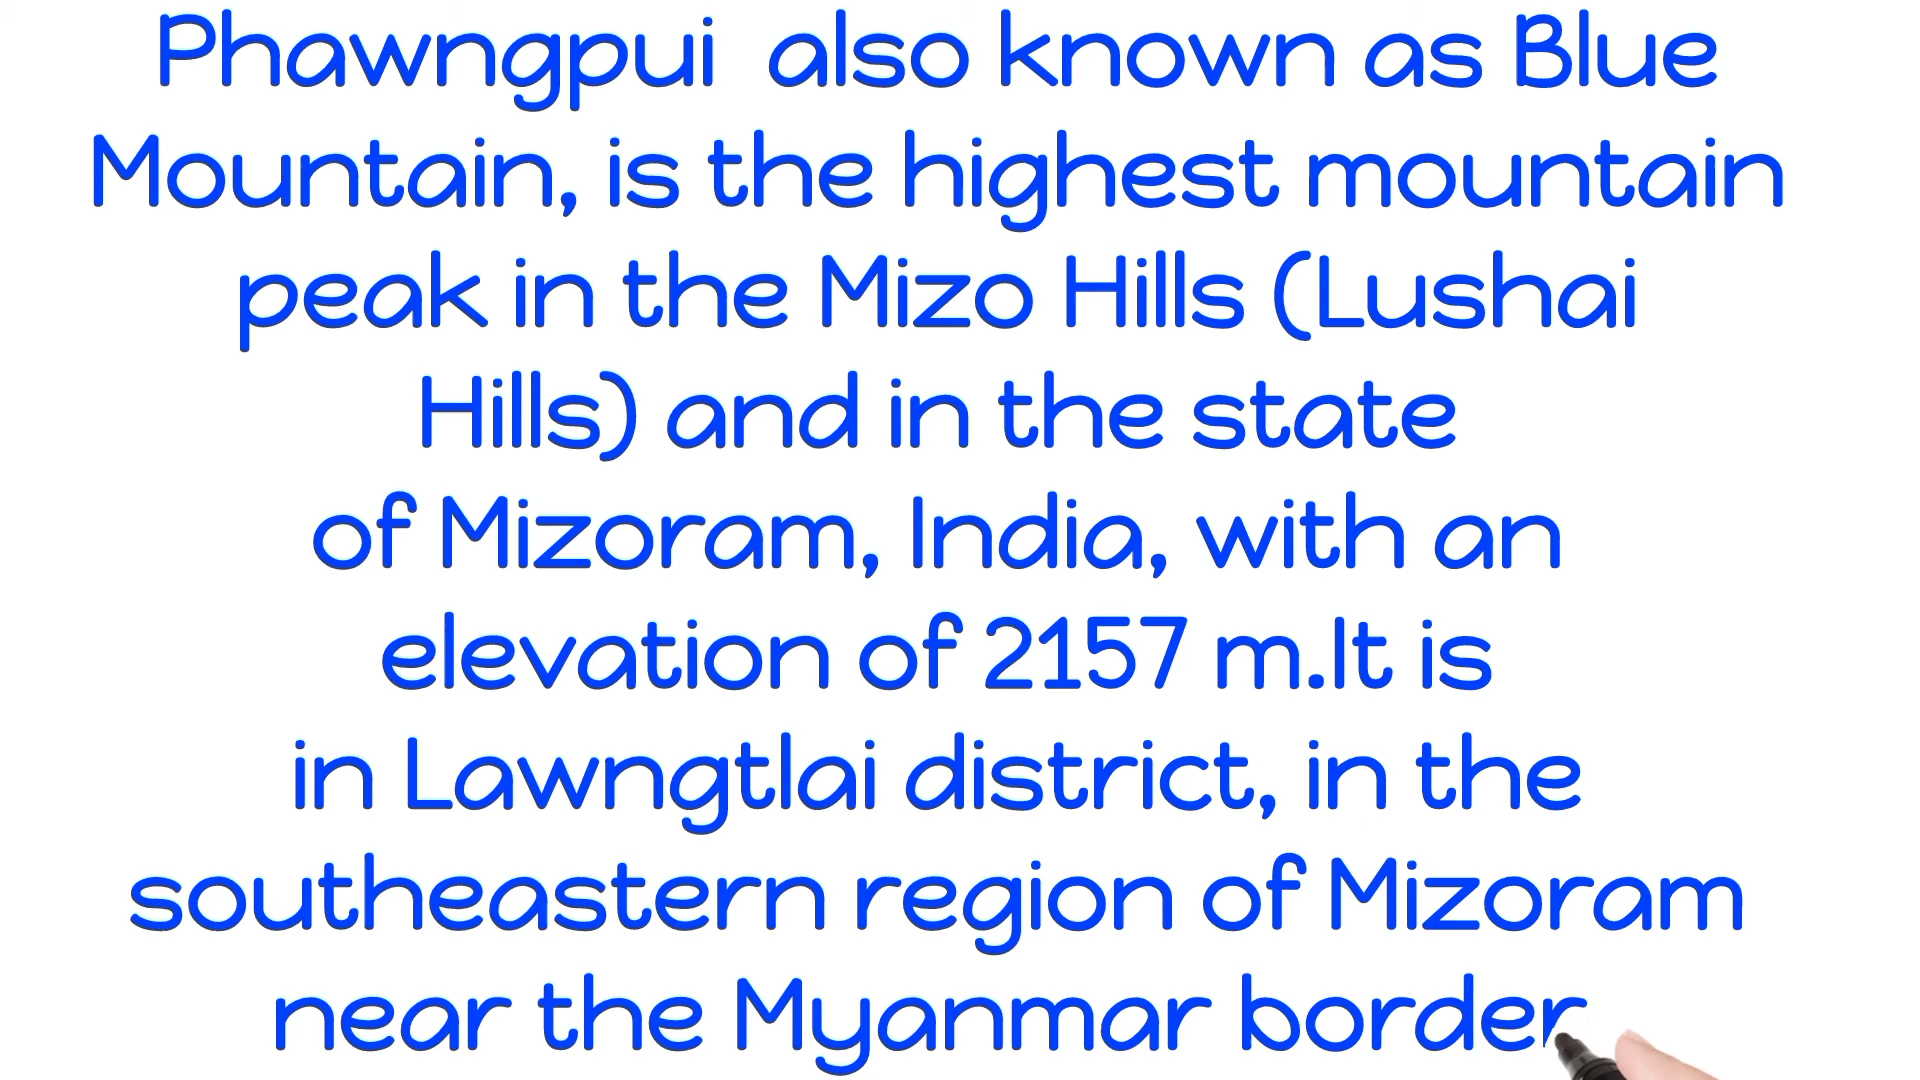 Phawngpui  also known as Blue
Mountain, is the highest mountain
peak in the Mizo Hills (Lushai
Hills) and in the state
of Mizoram, India, with an
elevation of 2157 m.It is
in Lawngtlai district, in the
southeastern region of Mizoram
near the Myanmar border